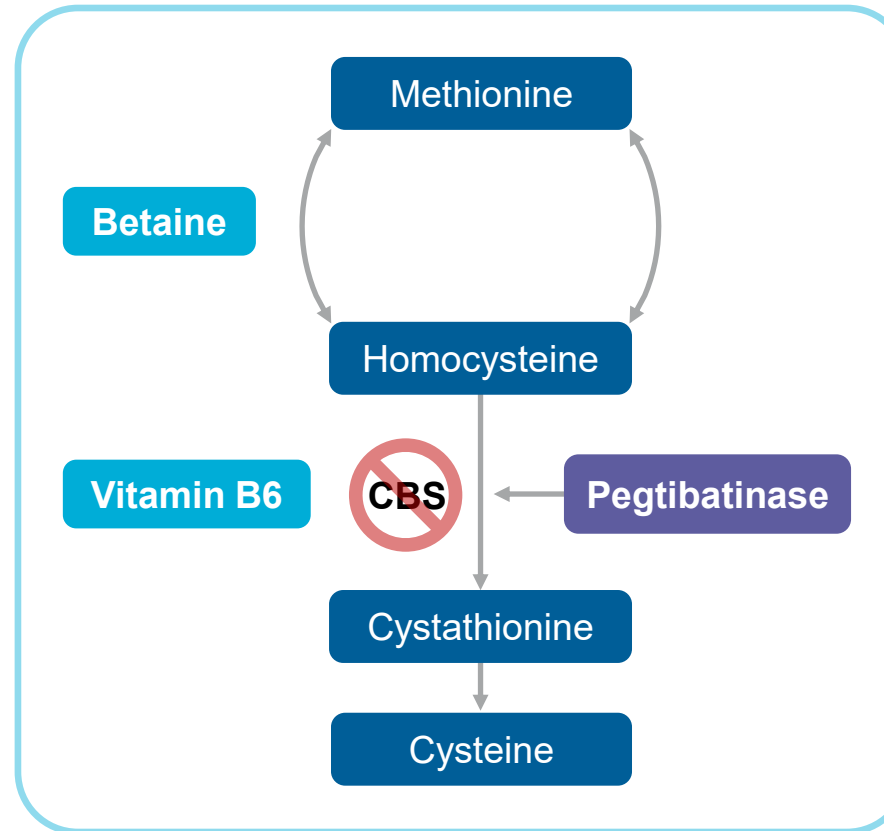 Methionine
Betaine
Homocysteine
Vitamin B6
CBS
Pegtibatinase
Cystathionine
Cysteine